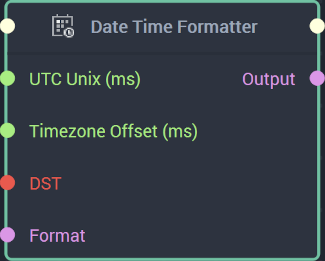 Date Time Formatter
UTC Unix (ms)
Output
Timezone Offset (ms)
DST
Format